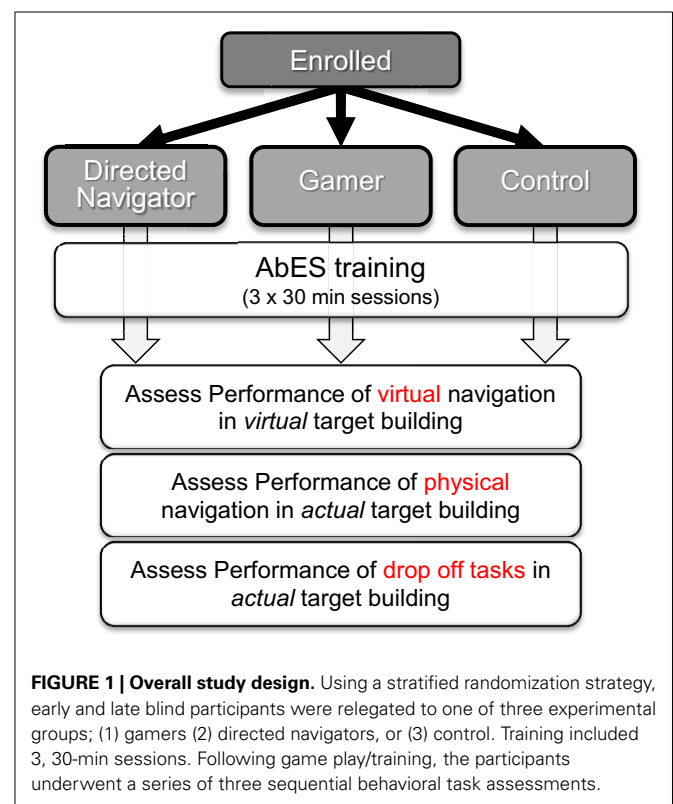 Enrolled
Directed
Navigator
Gamer
Control
AbES training
(3 x 30 min sessions)
Assess Performance of virtual navigation
in virtual target building
Assess Performance of physical
navigation in actual target building
Assess Performance of drop off tasks in
actual target building
FIGURE 1 | Overall study design. Using a stratified randomization strategy,
early and late blind participants were relegated to one of three experimental
groups; (1) gamers (2) directed navigators, or (3) control. Training included
3, 30-min sessions. Following game play/training, the participants
underwent a series of three sequential behavioral task assessments.